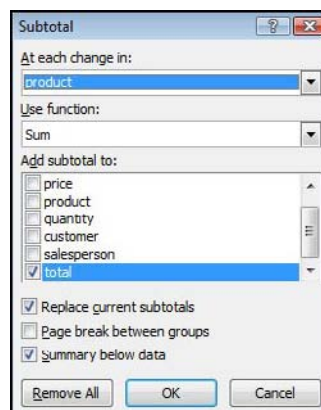 Subtotal
At each change in:
product
Use function:
Sum
Add subtotal to:
price
product
quantity
customer
salesperson
total
Replace current subtotals
Page break between groups
Summary below data
Remove All OK Cancel